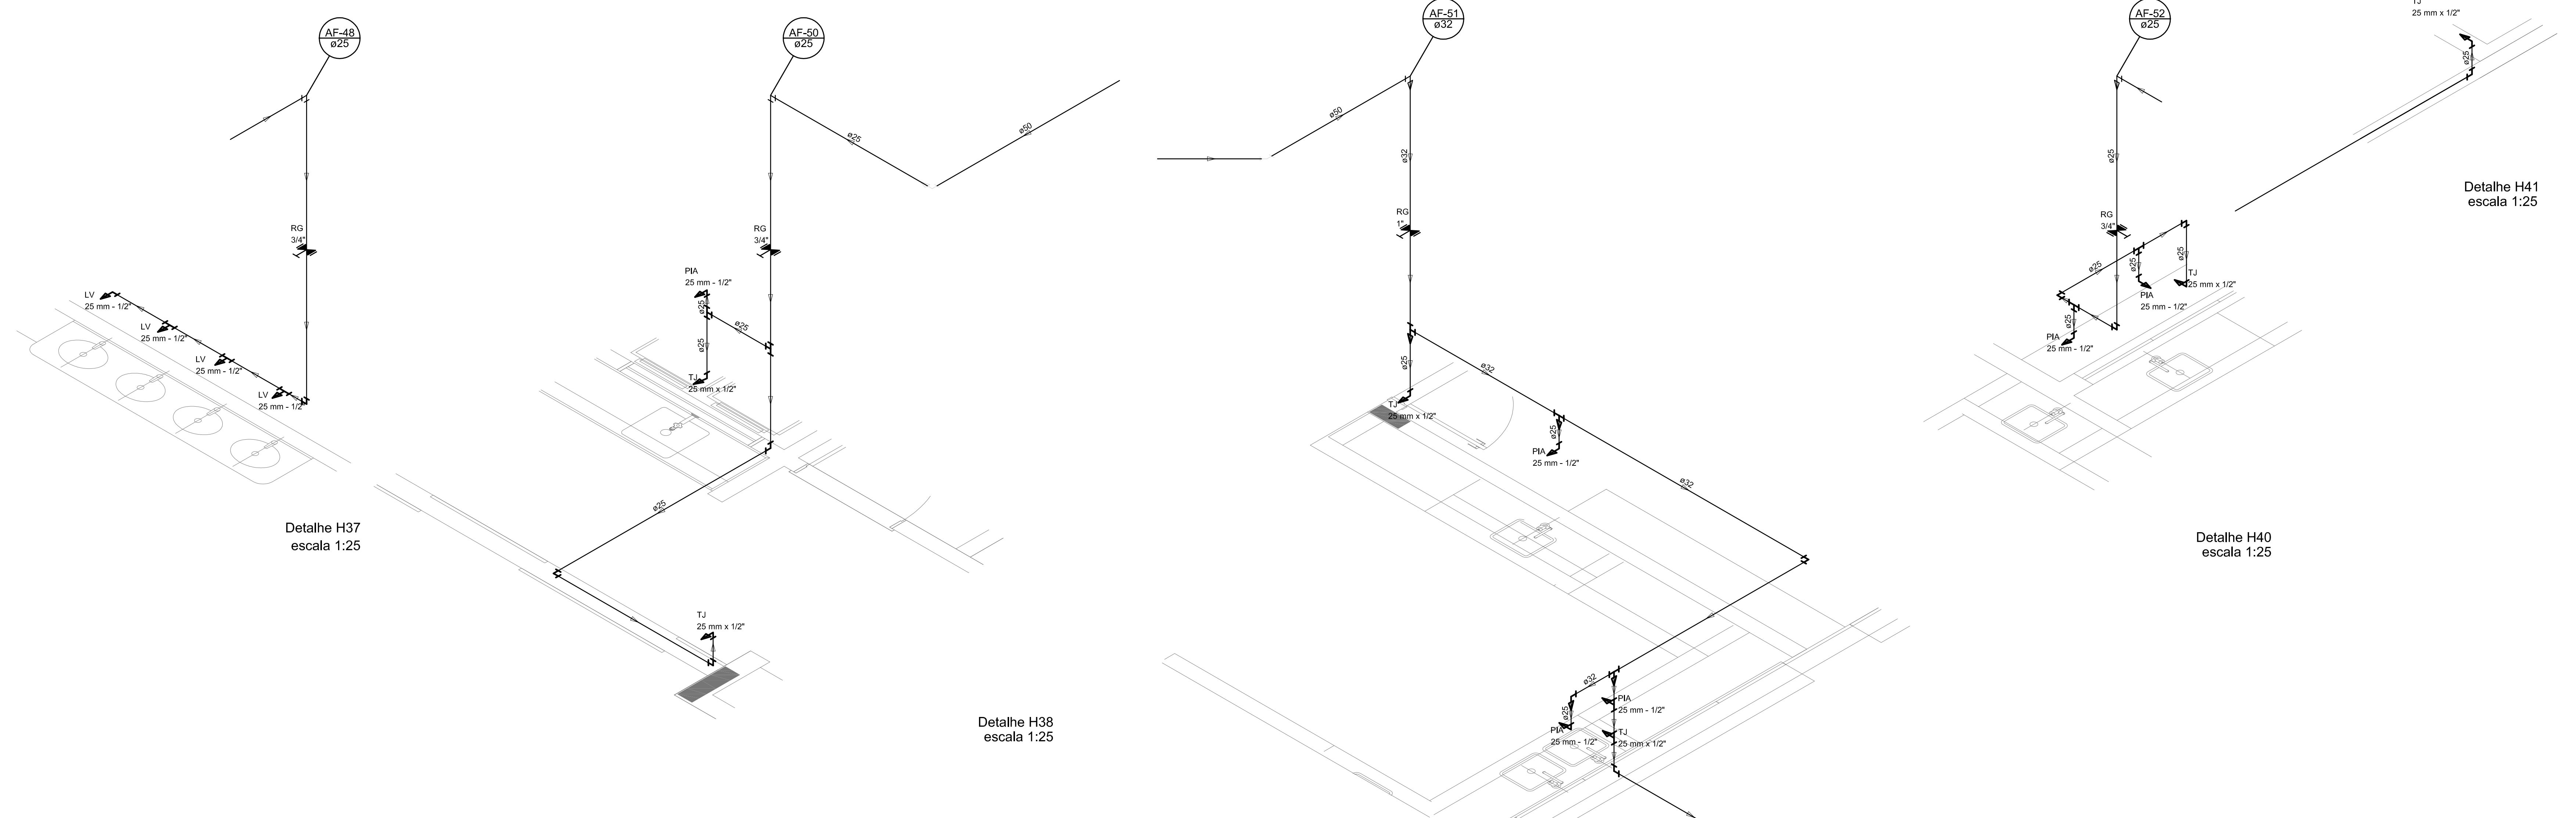 AF-48
ø25
RG
3/4"
LV
25 mm - 1/2"
LV
25 mm - 1/2"
LV
25 mm - 1/2"
LV
25 mm - 1/2"
Detalhe H37
escala 1:25
AF-50
ø25
ø25
ø50
RG
3/4"
PIA
25 mm - 1/2"
ø25
ø25
ø25
TJ
25 mm x 1/2"
ø25
TJ
25 mm x 1/2"
Detalhe H38
escala 1:25
AF-51
ø32
ø50
ø32
RG
1"
ø25
ø32
TJ
25 mm x 1/2"
ø25
PIA
25 mm - 1/2"
ø32
ø32
ø25
PIA
25 mm - 1/2"
PIA
25 mm - 1/2"
TJ
25 mm x 1/2"
AF-52
ø25
ø25
RG
3/4"
ø25
ø25
ø25
TJ
25 mm x 1/2"
PIA
25 mm - 1/2"
ø25
PIA
25 mm - 1/2"
Detalhe H40
escala 1:25
TJ
25 mm x 1/2"
ø25
Detalhe H41
escala 1:25